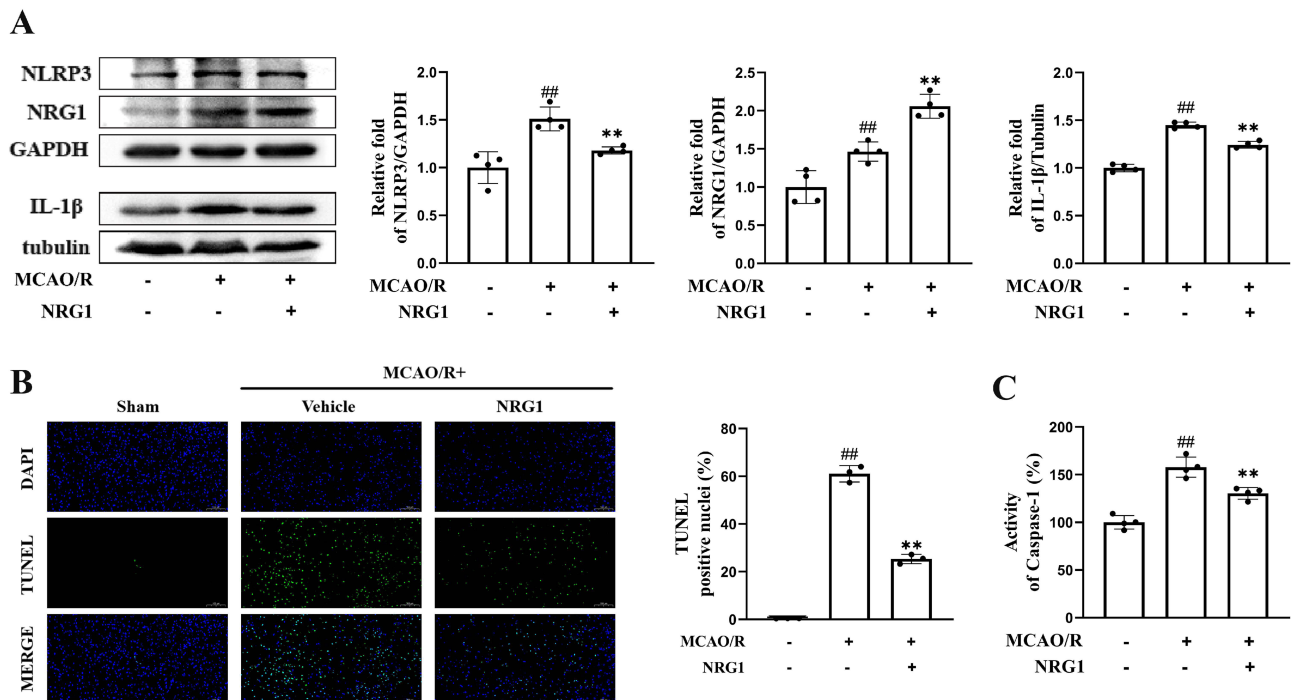 A
NLRP3
NRG1
GAPDH
IL-1β
tubulin
MCAO/R - + +
NRG1 - - +
Relative fold
of NLRP3/GAPDH
2.0
1.5
1.0
0.5
0.0
##
**
MCAO/R - + +
NRG1 - - +
Relative fold
of NRG1/GAPDH
2.5
2.0
1.5
1.0
0.5
0.0
##
**
MCAO/R - + +
NRG1 - - +
Relative fold
of IL-1β/Tubulin
2.0
1.5
1.0
0.5
0.0
##
**
MCAO/R - + +
NRG1 - - +
B
MCAO/R+
Sham Vehicle NRG1
DAPI
TUNEL
MERGE
TUNEL
positive nuclei (%)
80
60
40
20
0
##
**
MCAO/R - + +
NRG1 - - +
C
Activity
of Caspase-1 (%)
200
150
100
50
0
##
**
MCAO/R - + +
NRG1 - - +